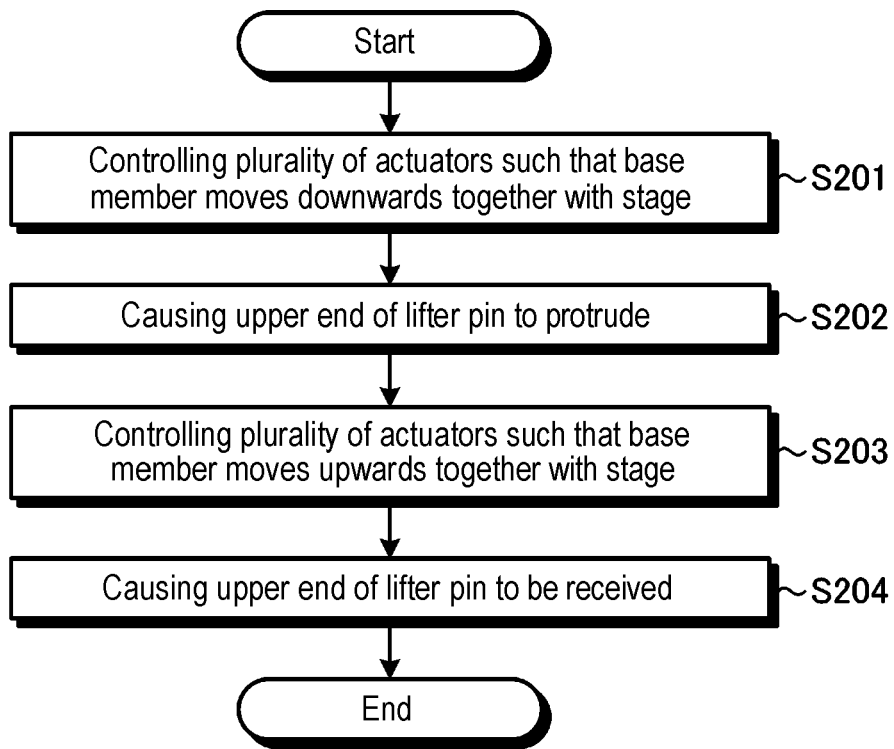 Start
Controlling plurality of actuators such that base
member moves downwards together with stage
S201
Causing upper end of lifter pin to protrude
S202
Controlling plurality of actuators such that base
member moves upwards together with stage
S203
Causing upper end of lifter pin to be received
S204
End